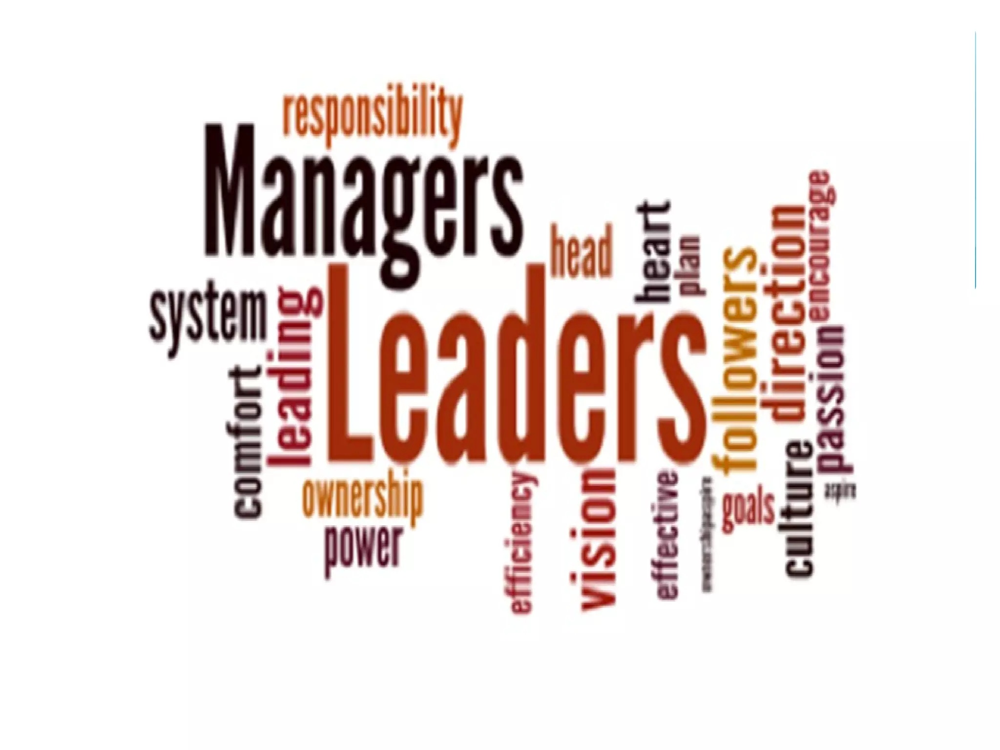 responsibility
Managers
head
heart
plan
followers
direction
encourage
system
leading
Leaders
comfort
passion
ownership
power
efficiency
vision
effective
ownershipaspire
goals
culture
aspire